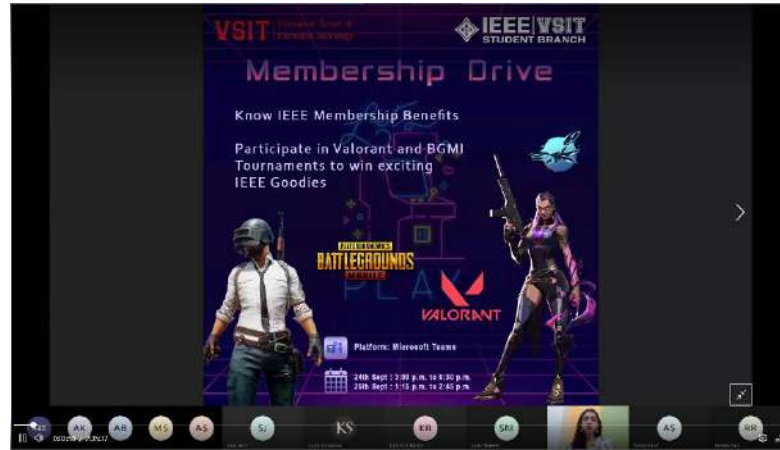 VSIT
IEEE VSIT
STUDENT BRANCH
Membership Drive
Know IEEE Membership Benefits
Participate in Valorant and BGMI
Tournaments to win exciting
IEEE Goodies
BATTLEGROUNDS
MOBILE
PLAY
VALORANT
Platform: Microsoft Teams
24th Sept : 3:00 p.m. to 4:30 p.m.
25th Sept : 1:15 p.m. to 2:45 p.m.
AK
AB
MS
AS
SJ
KS
KB
SM
AS
RR